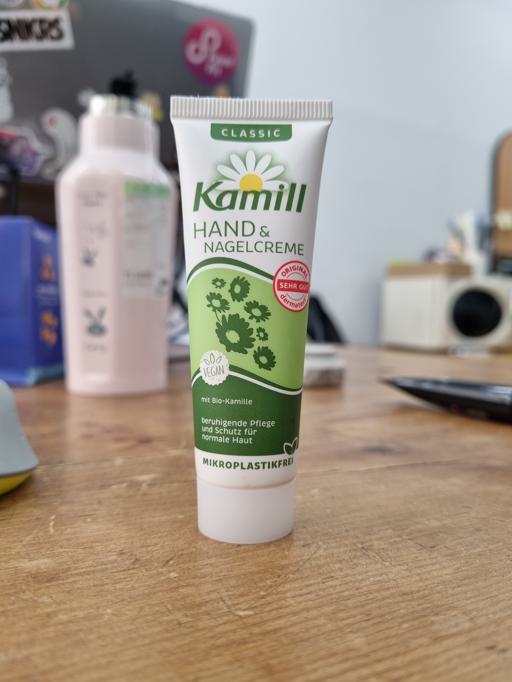 SNKRS
CLASSIC
Kamill
HAND &
NAGELCREME
ORIGINAL
SEHR GUT
VEGAN
mit Bio-Kamille
beruhigende Pflege
und Schutz für
normale Haut
MIKROPLASTIKFREI